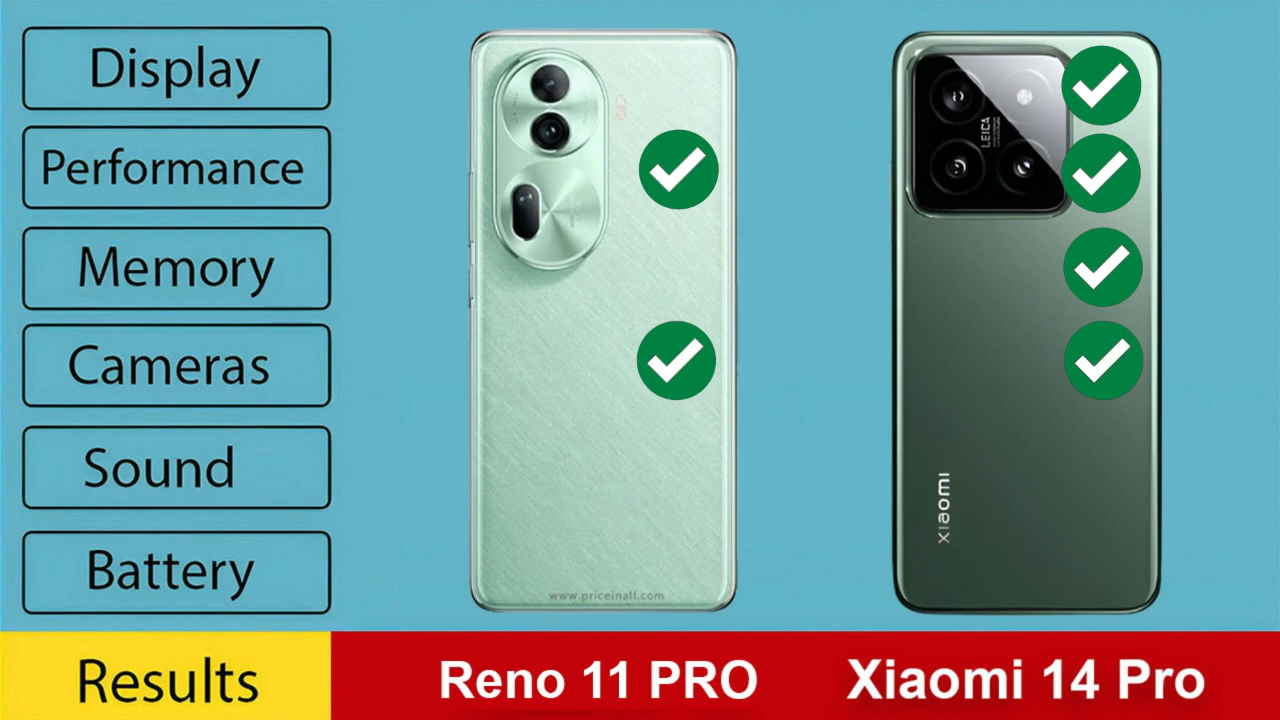 Display
Performance
Memory
Cameras
Sound
Battery
Results
LEICA
www.priceinall.com
xiaomi
Reno 11 PRO
Xiaomi 14 Pro